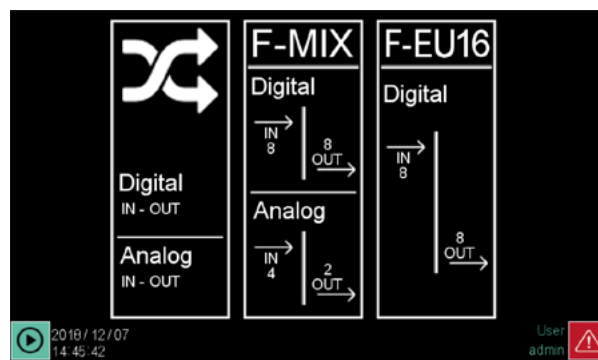 Digital
IN - OUT
Analog
IN - OUT
F-MIX
Digital
IN
8
8
OUT
Analog
IN
4
2
OUT
F-EU16
Digital
IN
8
8
OUT
2018/12/07
14:45:42
User
admin